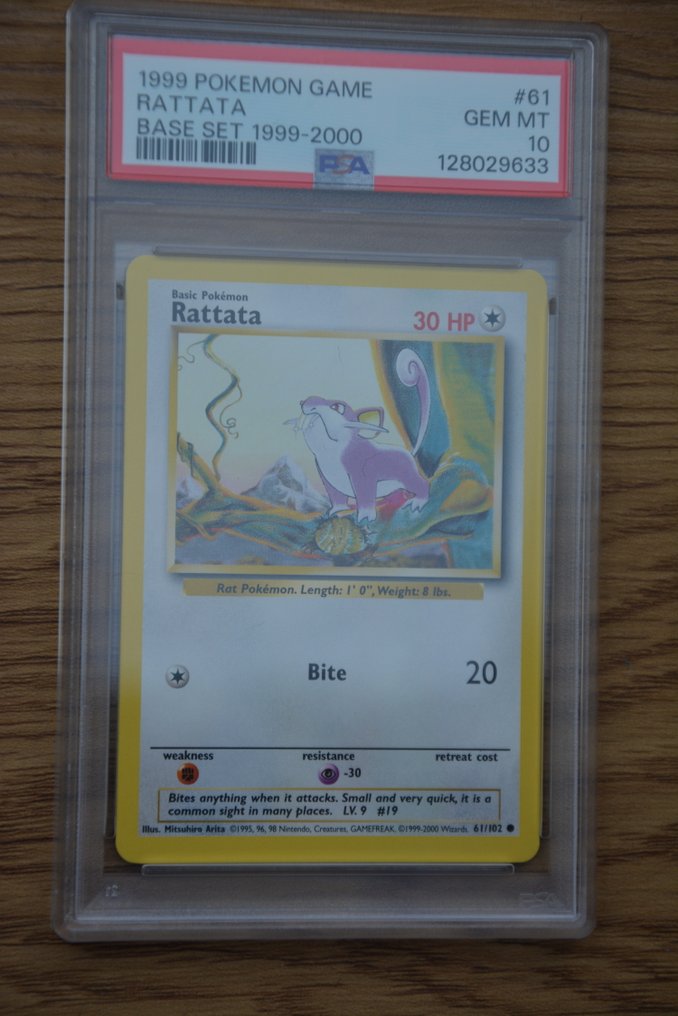 1999 POKEMON GAME #61
RATTATA GEM MT
BASE SET 1999-2000 10
PSA 128029633
Basic Pokémon
Rattata 30 HP
Rat Pokémon. Length: 1' 0", Weight: 8 lbs.
Bite 20
weakness resistance retreat cost
-30
Bites anything when it attacks. Small and very quick, it is a
common sight in many places. LV. 9 #19
Illus. Mitsuhiro Arita ©1995, 96, 98 Nintendo, Creatures, GAMEFREAK. ©1999-2000 Wizards. 61/102